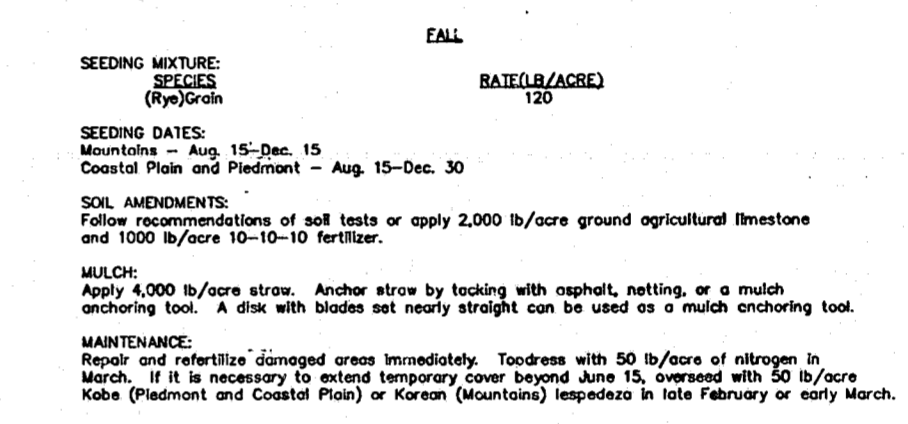 FALL
SEEDING MIXTURE:
SPECIES RATE(LB/ACRE)
(Rye)Grain 120
SEEDING DATES:
Mountains — Aug. 15—Dec. 15
Coastal Plain and Piedmont — Aug. 15—Dec. 30
SOIL AMENDMENTS:
Follow recommendations of soil tests or apply 2,000 lb/acre ground agricultural limestone
and 1000 lb/acre 10—10—10 fertilizer.
MULCH:
Apply 4,000 lb/acre straw. Anchor straw by tacking with asphalt, netting, or a mulch
anchoring tool. A disk with blades set nearly straight can be used as a mulch anchoring tool.
MAINTENANCE:
Repair and refertilize damaged areas immediately. Topdress with 50 lb/acre of nitrogen in
March. If it is necessary to extend temporary cover beyond June 15, overseed with 50 lb/acre
Kobe (Piedmont and Coastal Plain) or Korean (Mountains) lespedeza in late February or early March.